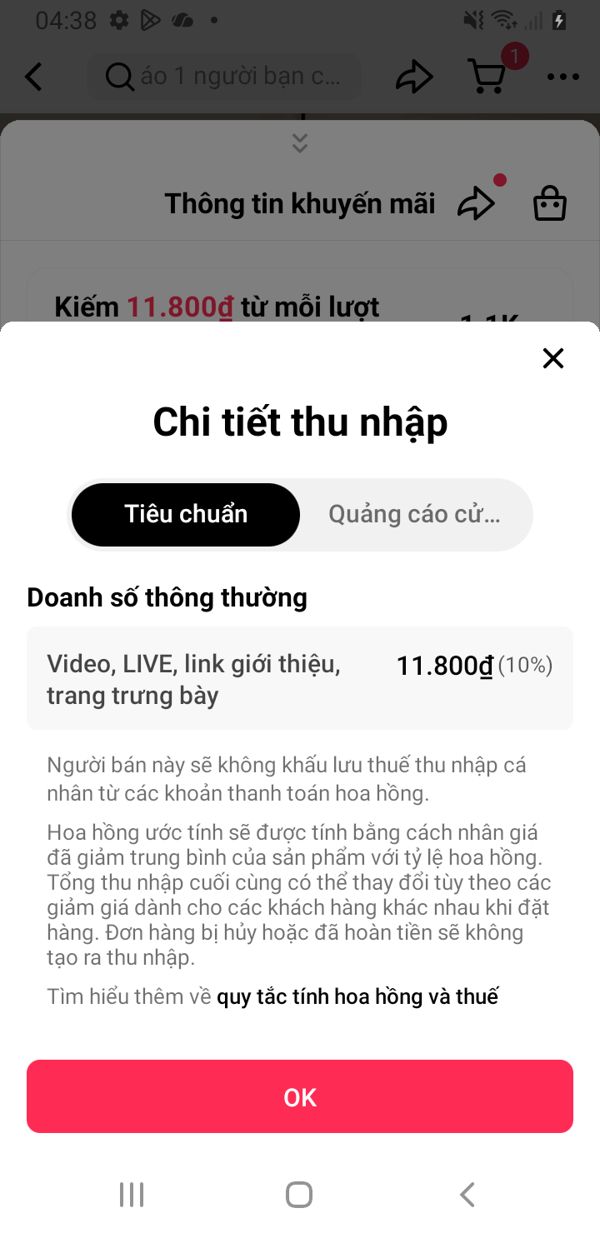 04:38
1
áo 1 người bạn c...
Thông tin khuyến mãi
Kiếm 11.800₫ từ mỗi lượt
1.1K
Chi tiết thu nhập
Tiêu chuẩn
Quảng cáo cử...
Doanh số thông thường
Video, LIVE, link giới thiệu, 11.800₫ (10%)
trang trưng bày
Người bán này sẽ không khấu lưu thuế thu nhập cá
nhân từ các khoản thanh toán hoa hồng.
Hoa hồng ước tính sẽ được tính bằng cách nhân giá
đã giảm trung bình của sản phẩm với tỷ lệ hoa hồng.
Tổng thu nhập cuối cùng có thể thay đổi tùy theo các
giảm giá dành cho các khách hàng khác nhau khi đặt
hàng. Đơn hàng bị hủy hoặc đã hoàn tiền sẽ không
tạo ra thu nhập.
Tìm hiểu thêm về quy tắc tính hoa hồng và thuế
OK